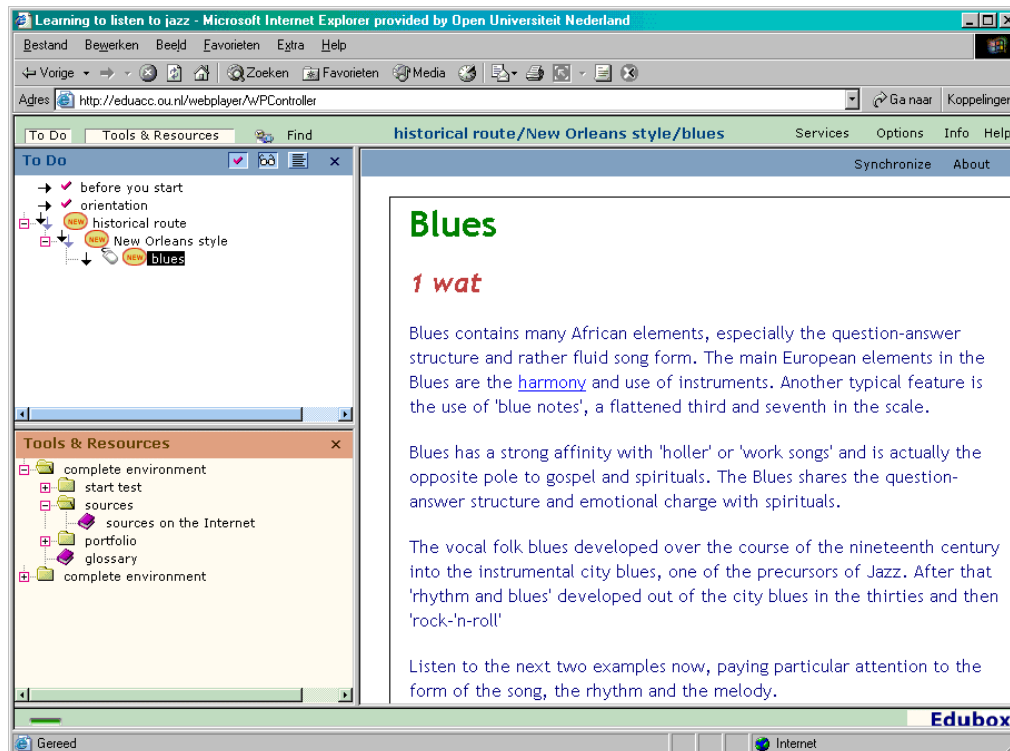 Learning to listen to jazz - Microsoft Internet Explorer provided by Open Universiteit Nederland
Bestand Bewerken Beeld Favorieten Extra Help
Vorige Zoeken Favorieten Media
Adres http://eduacc.ou.nl/webplayer/WPController Ga naar Koppelingen
To Do Tools & Resources Find historical route/New Orleans style/blues Services Options Info Help
To Do
Synchronize About
before you start
orientation
NEW historical route
NEW New Orleans style
NEW blues
Tools & Resources
complete environment
start test
sources
sources on the Internet
portfolio
glossary
complete environment
Blues
1 wat
Blues contains many African elements, especially the question-answer
structure and rather fluid song form. The main European elements in the
Blues are the harmony and use of instruments. Another typical feature is
the use of 'blue notes', a flattened third and seventh in the scale.
Blues has a strong affinity with 'holler' or 'work songs' and is actually the
opposite pole to gospel and spirituals. The Blues shares the question-
answer structure and emotional charge with spirituals.
The vocal folk blues developed over the course of the nineteenth century
into the instrumental city blues, one of the precursors of Jazz. After that
'rhythm and blues' developed out of the city blues in the thirties and then
'rock-'n-roll'
Listen to the next two examples now, paying particular attention to the
form of the song, the rhythm and the melody.
Edubox
Gereed Internet